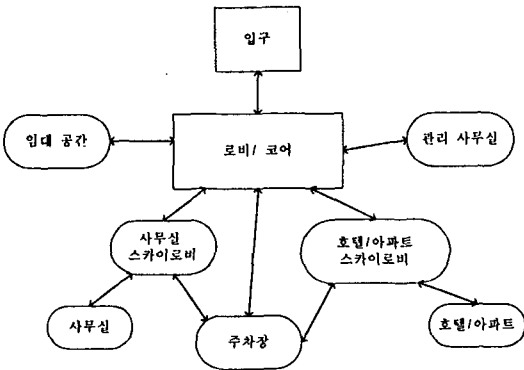 입구
임대 공간
로비/ 코어
관리 사무실
사무실
스카이로비
호텔/아파트
스카이로비
사무실
주차장
호텔/아파트